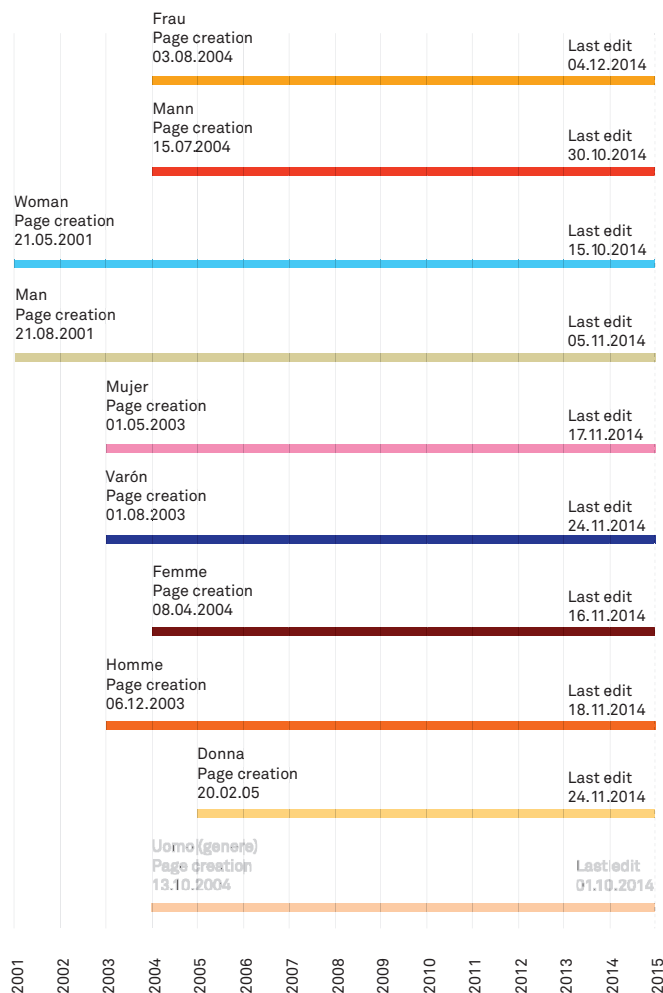 Frau
Page creation
03.08.2004
Last edit
04.12.2014
Mann
Page creation
15.07.2004
Last edit
30.10.2014
Woman
Page creation
21.05.2001
Last edit
15.10.2014
Man
Page creation
21.08.2001
Last edit
05.11.2014
Mujer
Page creation
01.05.2003
Last edit
17.11.2014
Varón
Page creation
01.08.2003
Last edit
24.11.2014
Femme
Page creation
08.04.2004
Last edit
16.11.2014
Homme
Page creation
06.12.2003
Last edit
18.11.2014
Donna
Page creation
20.02.05
Last edit
24.11.2014
Uomo (genere)
Page creation
13.10.2004
Last edit
01.10.2014
2001
2002
2003
2004
2005
2006
2007
2008
2009
2010
2011
2012
2013
2014
2015